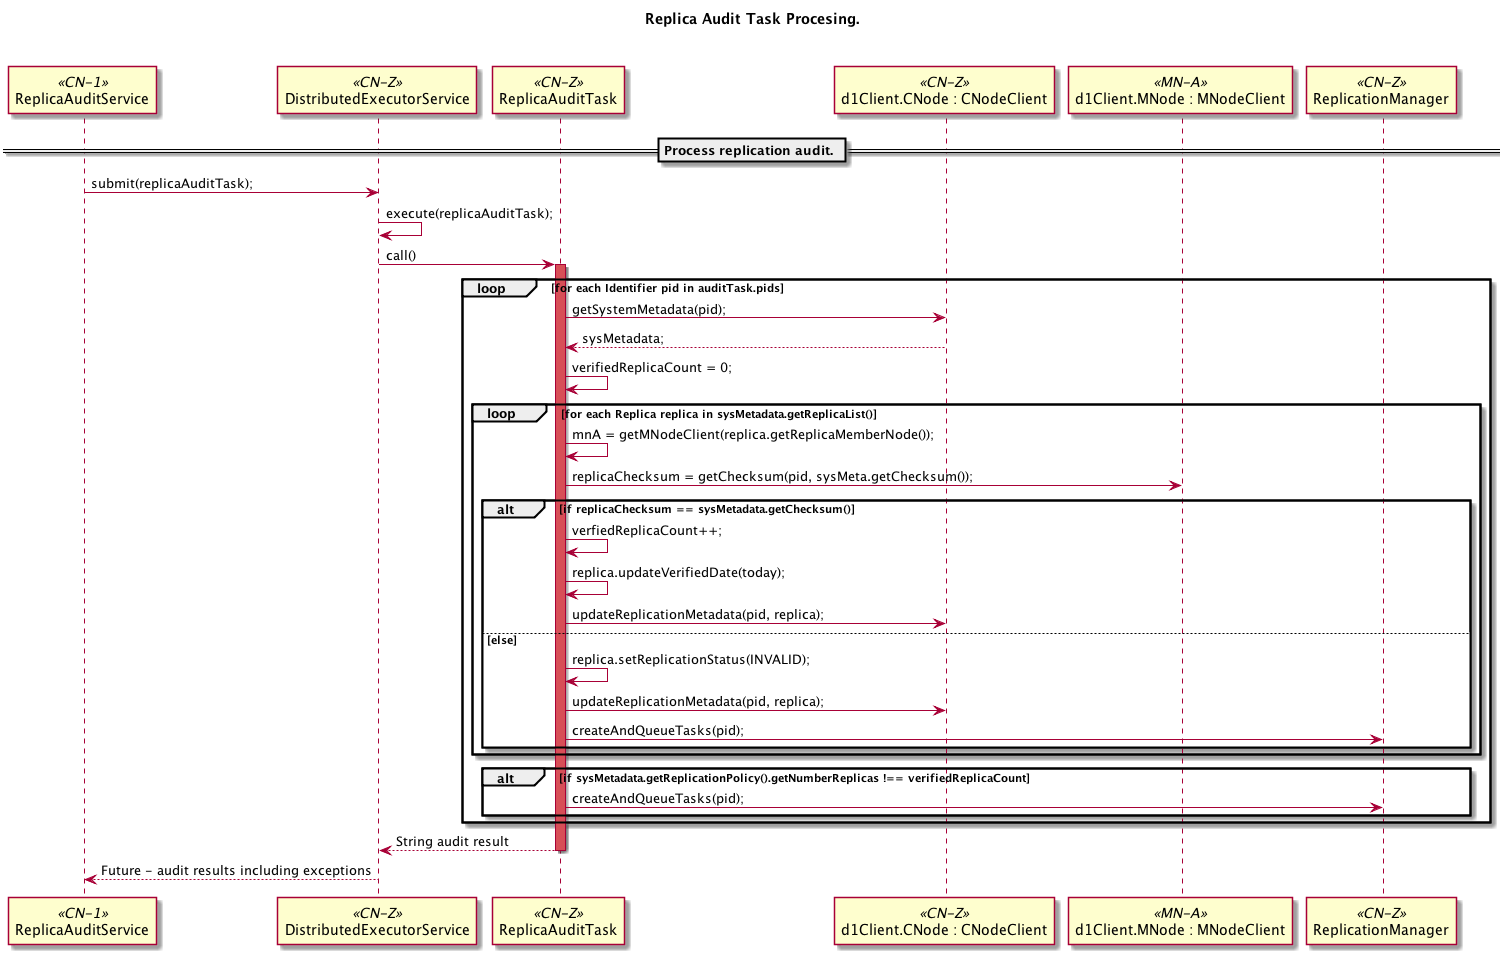 Replica Audit Task Procesing.
«CN-1»
ReplicaAuditService
«CN-Z»
DistributedExecutorService
«CN-Z»
ReplicaAuditTask
«CN-Z»
d1Client.CNode : CNodeClient
«MN-A»
d1Client.MNode : MNodeClient
«CN-Z»
ReplicationManager
Process replication audit.
submit(replicaAuditTask);
execute(replicaAuditTask);
call()
loop [for each Identifier pid in auditTask.pids]
getSystemMetadata(pid);
sysMetadata;
verifiedReplicaCount = 0;
loop [for each Replica replica in sysMetadata.getReplicaList()]
mnA = getMNodeClient(replica.getReplicaMemberNode());
replicaChecksum = getChecksum(pid, sysMeta.getChecksum());
alt [if replicaChecksum == sysMetadata.getChecksum()]
verfiedReplicaCount++;
replica.updateVerifiedDate(today);
updateReplicationMetadata(pid, replica);
[else]
replica.setReplicationStatus(INVALID);
updateReplicationMetadata(pid, replica);
createAndQueueTasks(pid);
alt [if sysMetadata.getReplicationPolicy().getNumberReplicas !== verifiedReplicaCount]
createAndQueueTasks(pid);
String audit result
Future - audit results including exceptions
«CN-1»
ReplicaAuditService
«CN-Z»
DistributedExecutorService
«CN-Z»
ReplicaAuditTask
«CN-Z»
d1Client.CNode : CNodeClient
«MN-A»
d1Client.MNode : MNodeClient
«CN-Z»
ReplicationManager